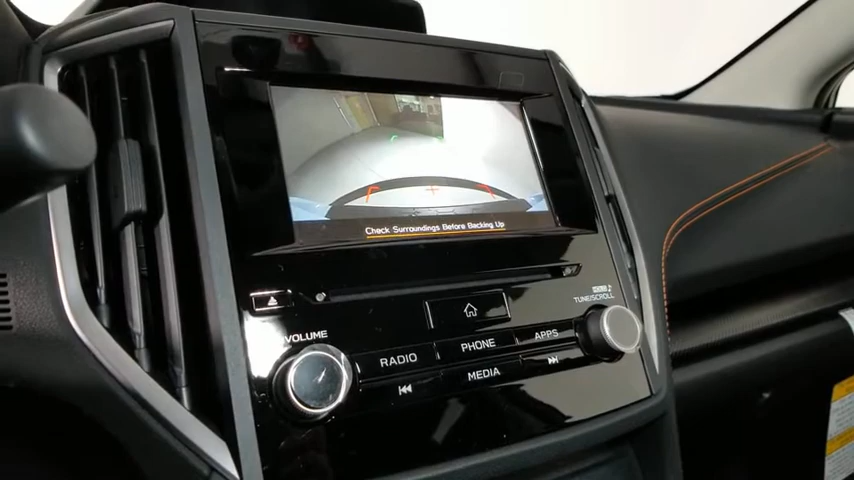 Check Surroundings Before Backing Up
TUNE/SCROLL
VOLUME
RADIO
PHONE
APPS
MEDIA